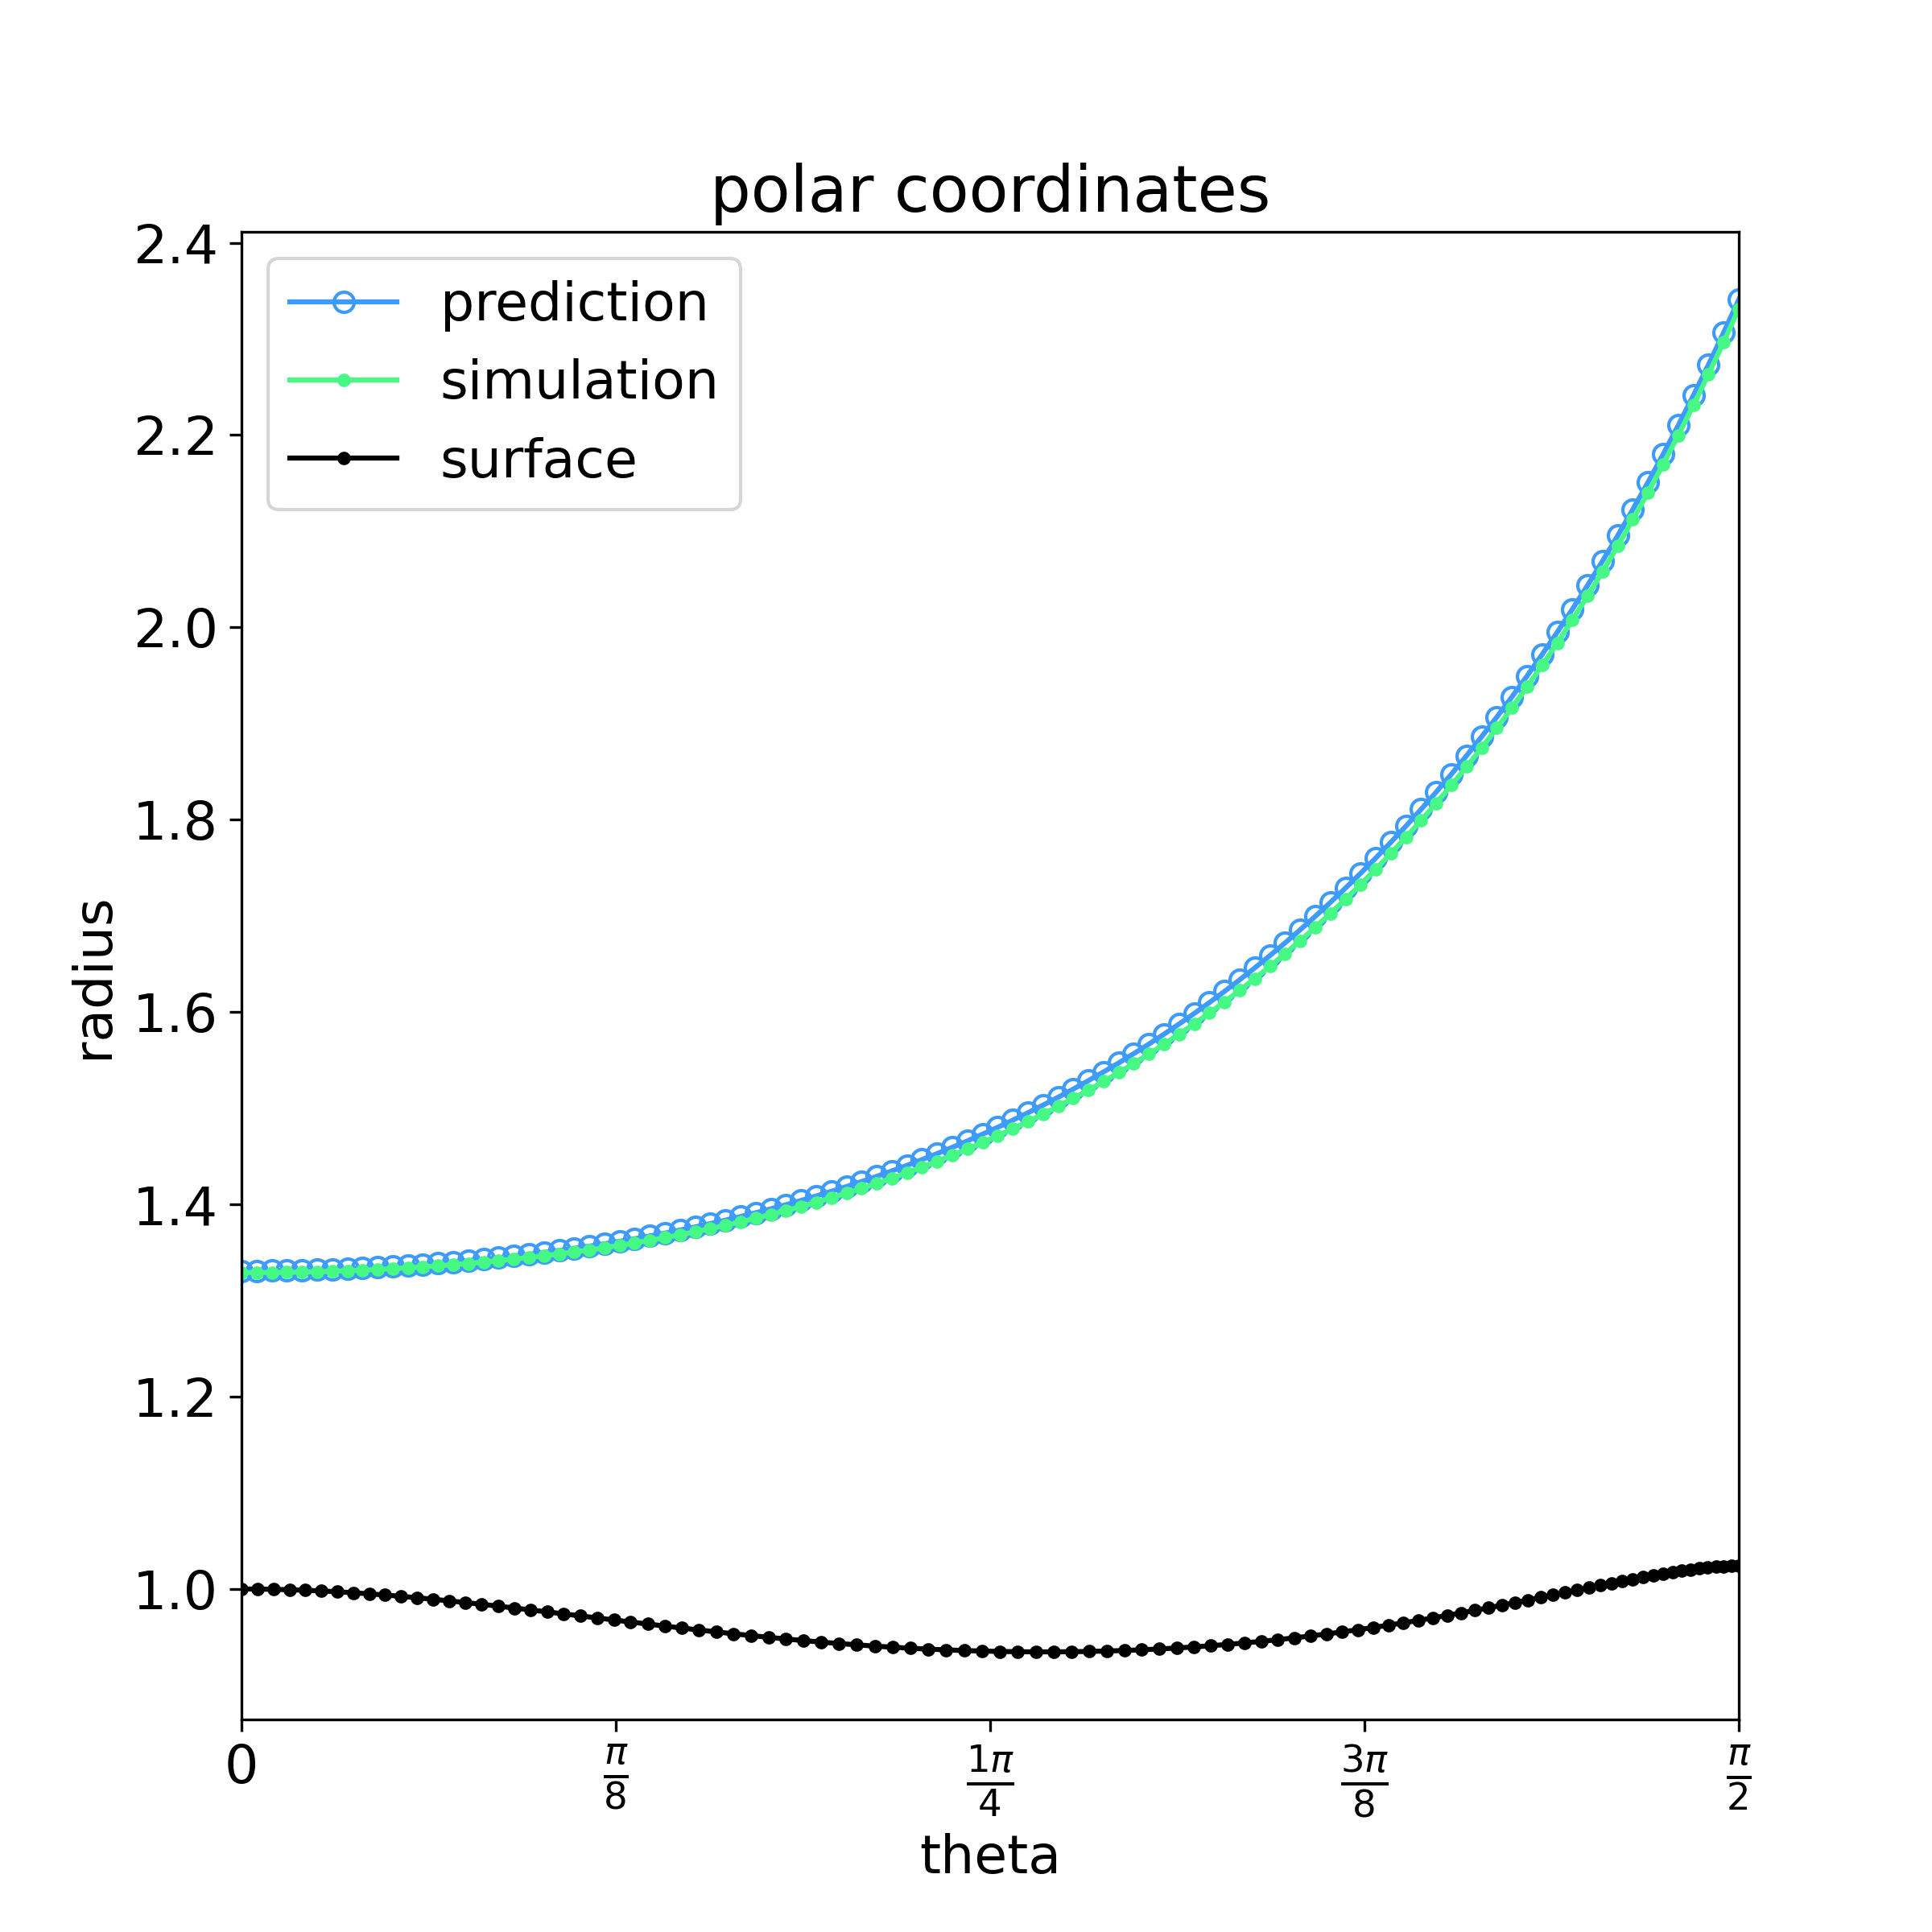 polar coordinates
2.4
2.2
2.0
1.8
1.6
1.4
1.2
1.0
radius
prediction
simulation
surface
0
π/8
1π/4
3π/8
π/2
theta